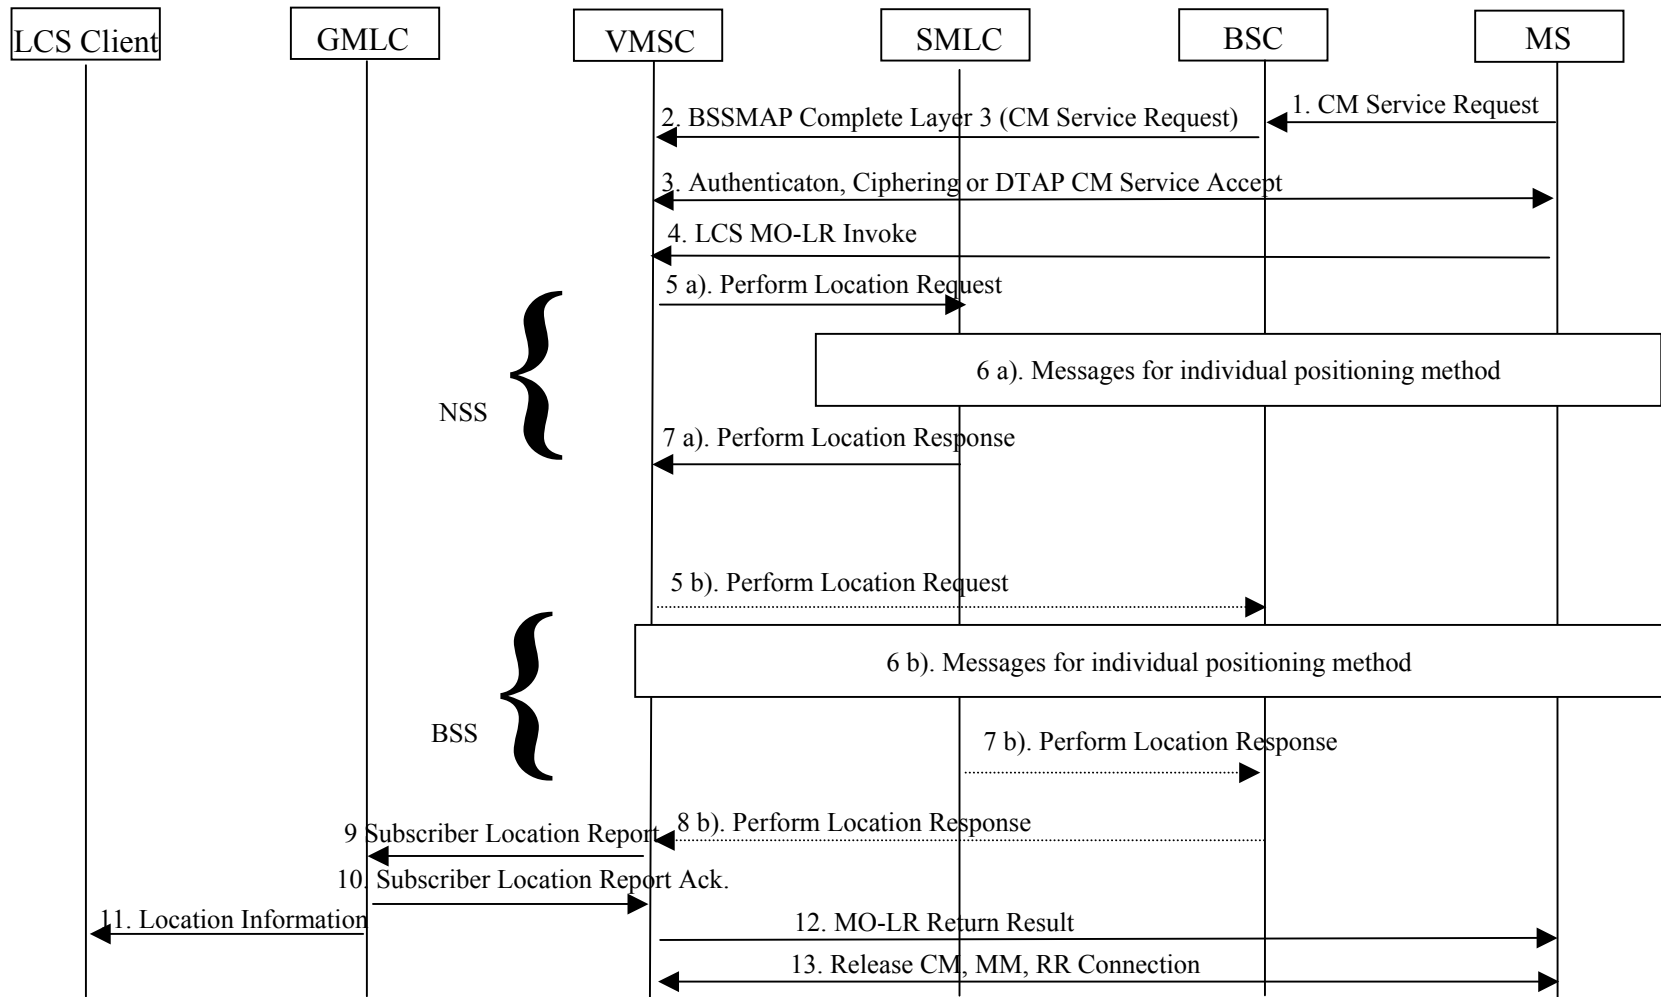 LCS Client
GMLC
VMSC
SMLC
BSC
MS
1. CM Service Request
2. BSSMAP Complete Layer 3 (CM Service Request)
3. Authenticaton, Ciphering or DTAP CM Service Accept
4. LCS MO-LR Invoke
5 a). Perform Location Request
6 a). Messages for individual positioning method
NSS
7 a). Perform Location Response
5 b). Perform Location Request
6 b). Messages for individual positioning method
BSS
7 b). Perform Location Response
8 b). Perform Location Response
9 Subscriber Location Report
10. Subscriber Location Report Ack.
11. Location Information
12. MO-LR Return Result
13. Release CM, MM, RR Connection